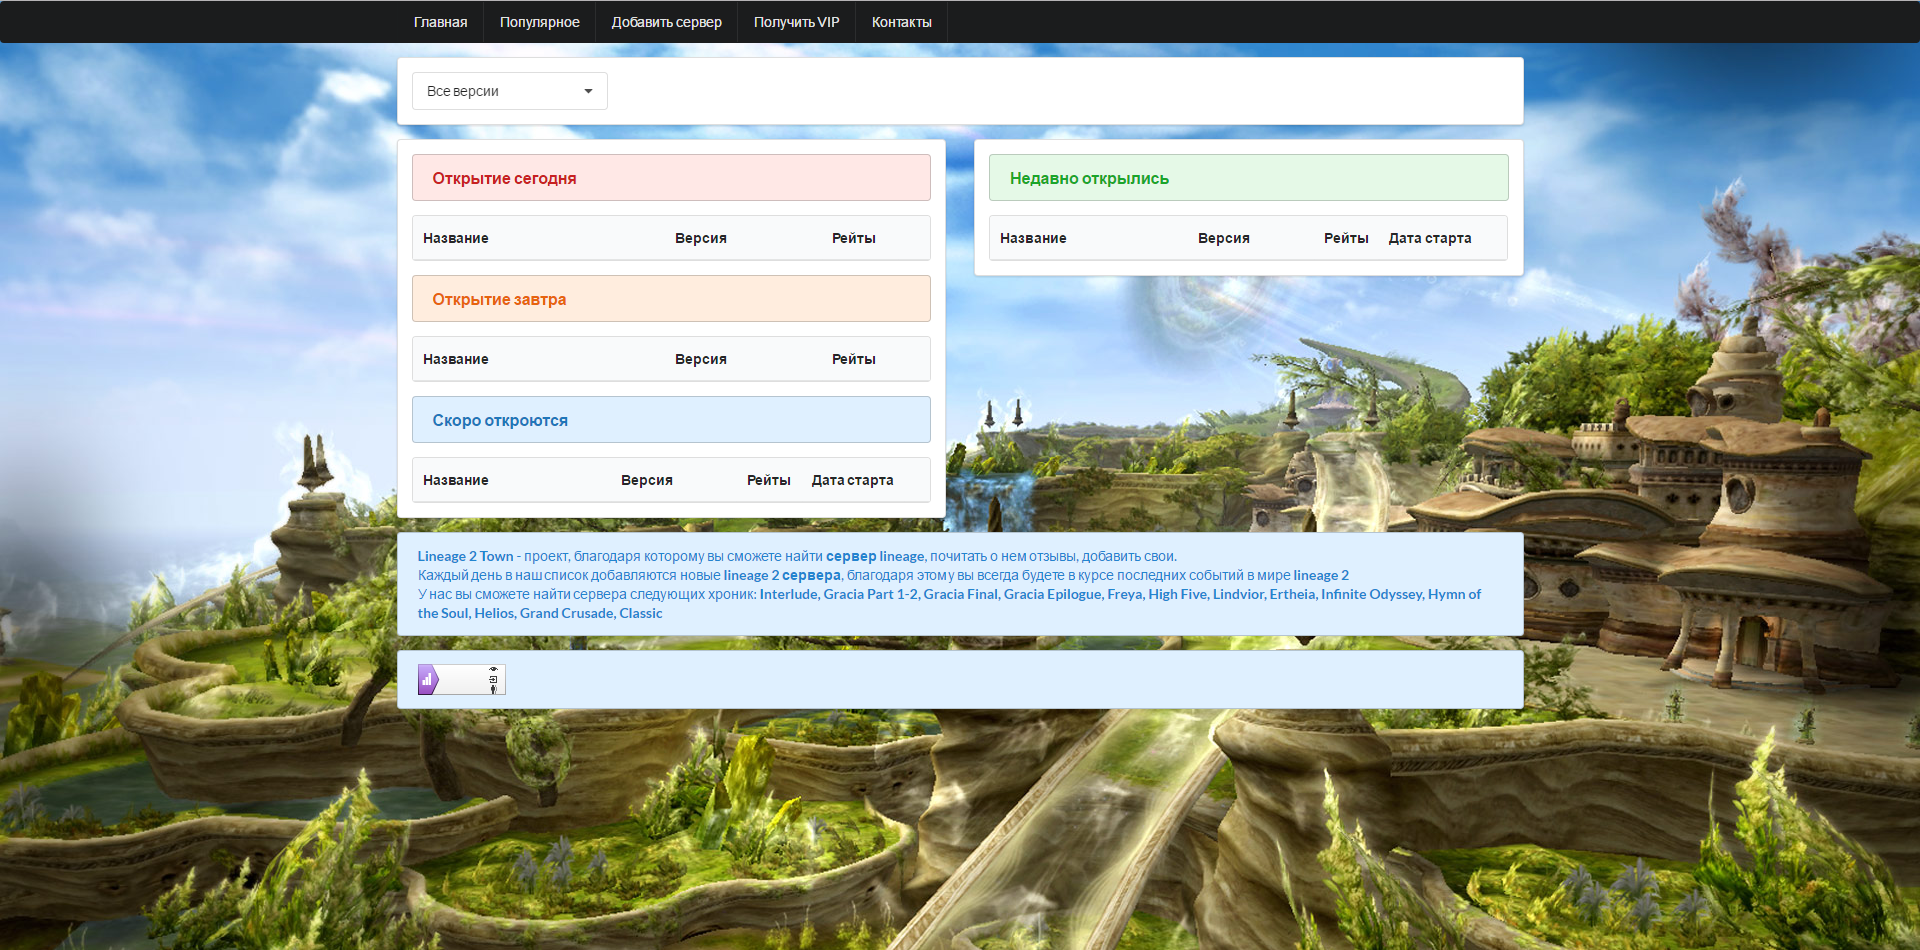 Главная Популярное Добавить сервер Получить VIP Контакты
Все версии
Открытие сегодня
Название Версия Рейты
Открытие завтра
Название Версия Рейты
Скоро откроются
Название Версия Рейты Дата старта
Недавно открылись
Название Версия Рейты Дата старта
Lineage 2 Town - проект, благодаря которому вы сможете найти сервер lineage, почитать о нем отзывы, добавить свои.
Каждый день в наш список добавляются новые lineage 2 сервера, благодаря этому вы всегда будете в курсе последних событий в мире lineage 2
У нас вы сможете найти сервера следующих хроник: Interlude, Gracia Part 1-2, Gracia Final, Gracia Epilogue, Freya, High Five, Lindvior, Ertheia, Infinite Odyssey, Hymn of
the Soul, Helios, Grand Crusade, Classic